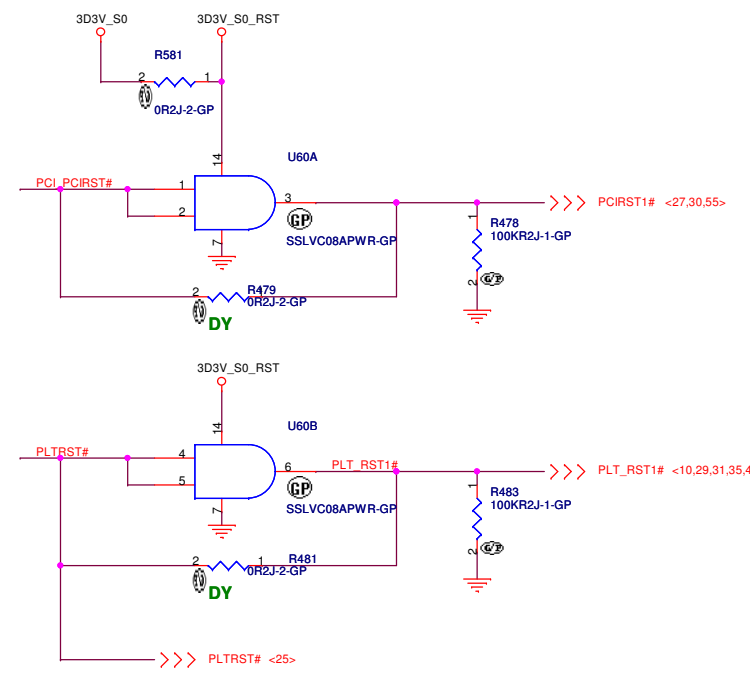 3D3V_S0 3D3V_S0_RST
R581
2 1
0R2J-2-GP
14
U60A
PCI_PCIRST# 1 3 PCIRST1# <27,30,55>
2
GP
SSLVC08APWR-GP
7
1
R478
100KR2J-1-GP
2
G/P
2 1 R479
0R2J-2-GP
DY
3D3V_S0_RST
14
U60B
PLTRST# 4 6 PLT_RST1# PLT_RST1# <10,29,31,35,4
5
GP
SSLVC08APWR-GP
7
1
R483
100KR2J-1-GP
2
G/P
2 1 R481
0R2J-2-GP
DY
PLTRST# <25>